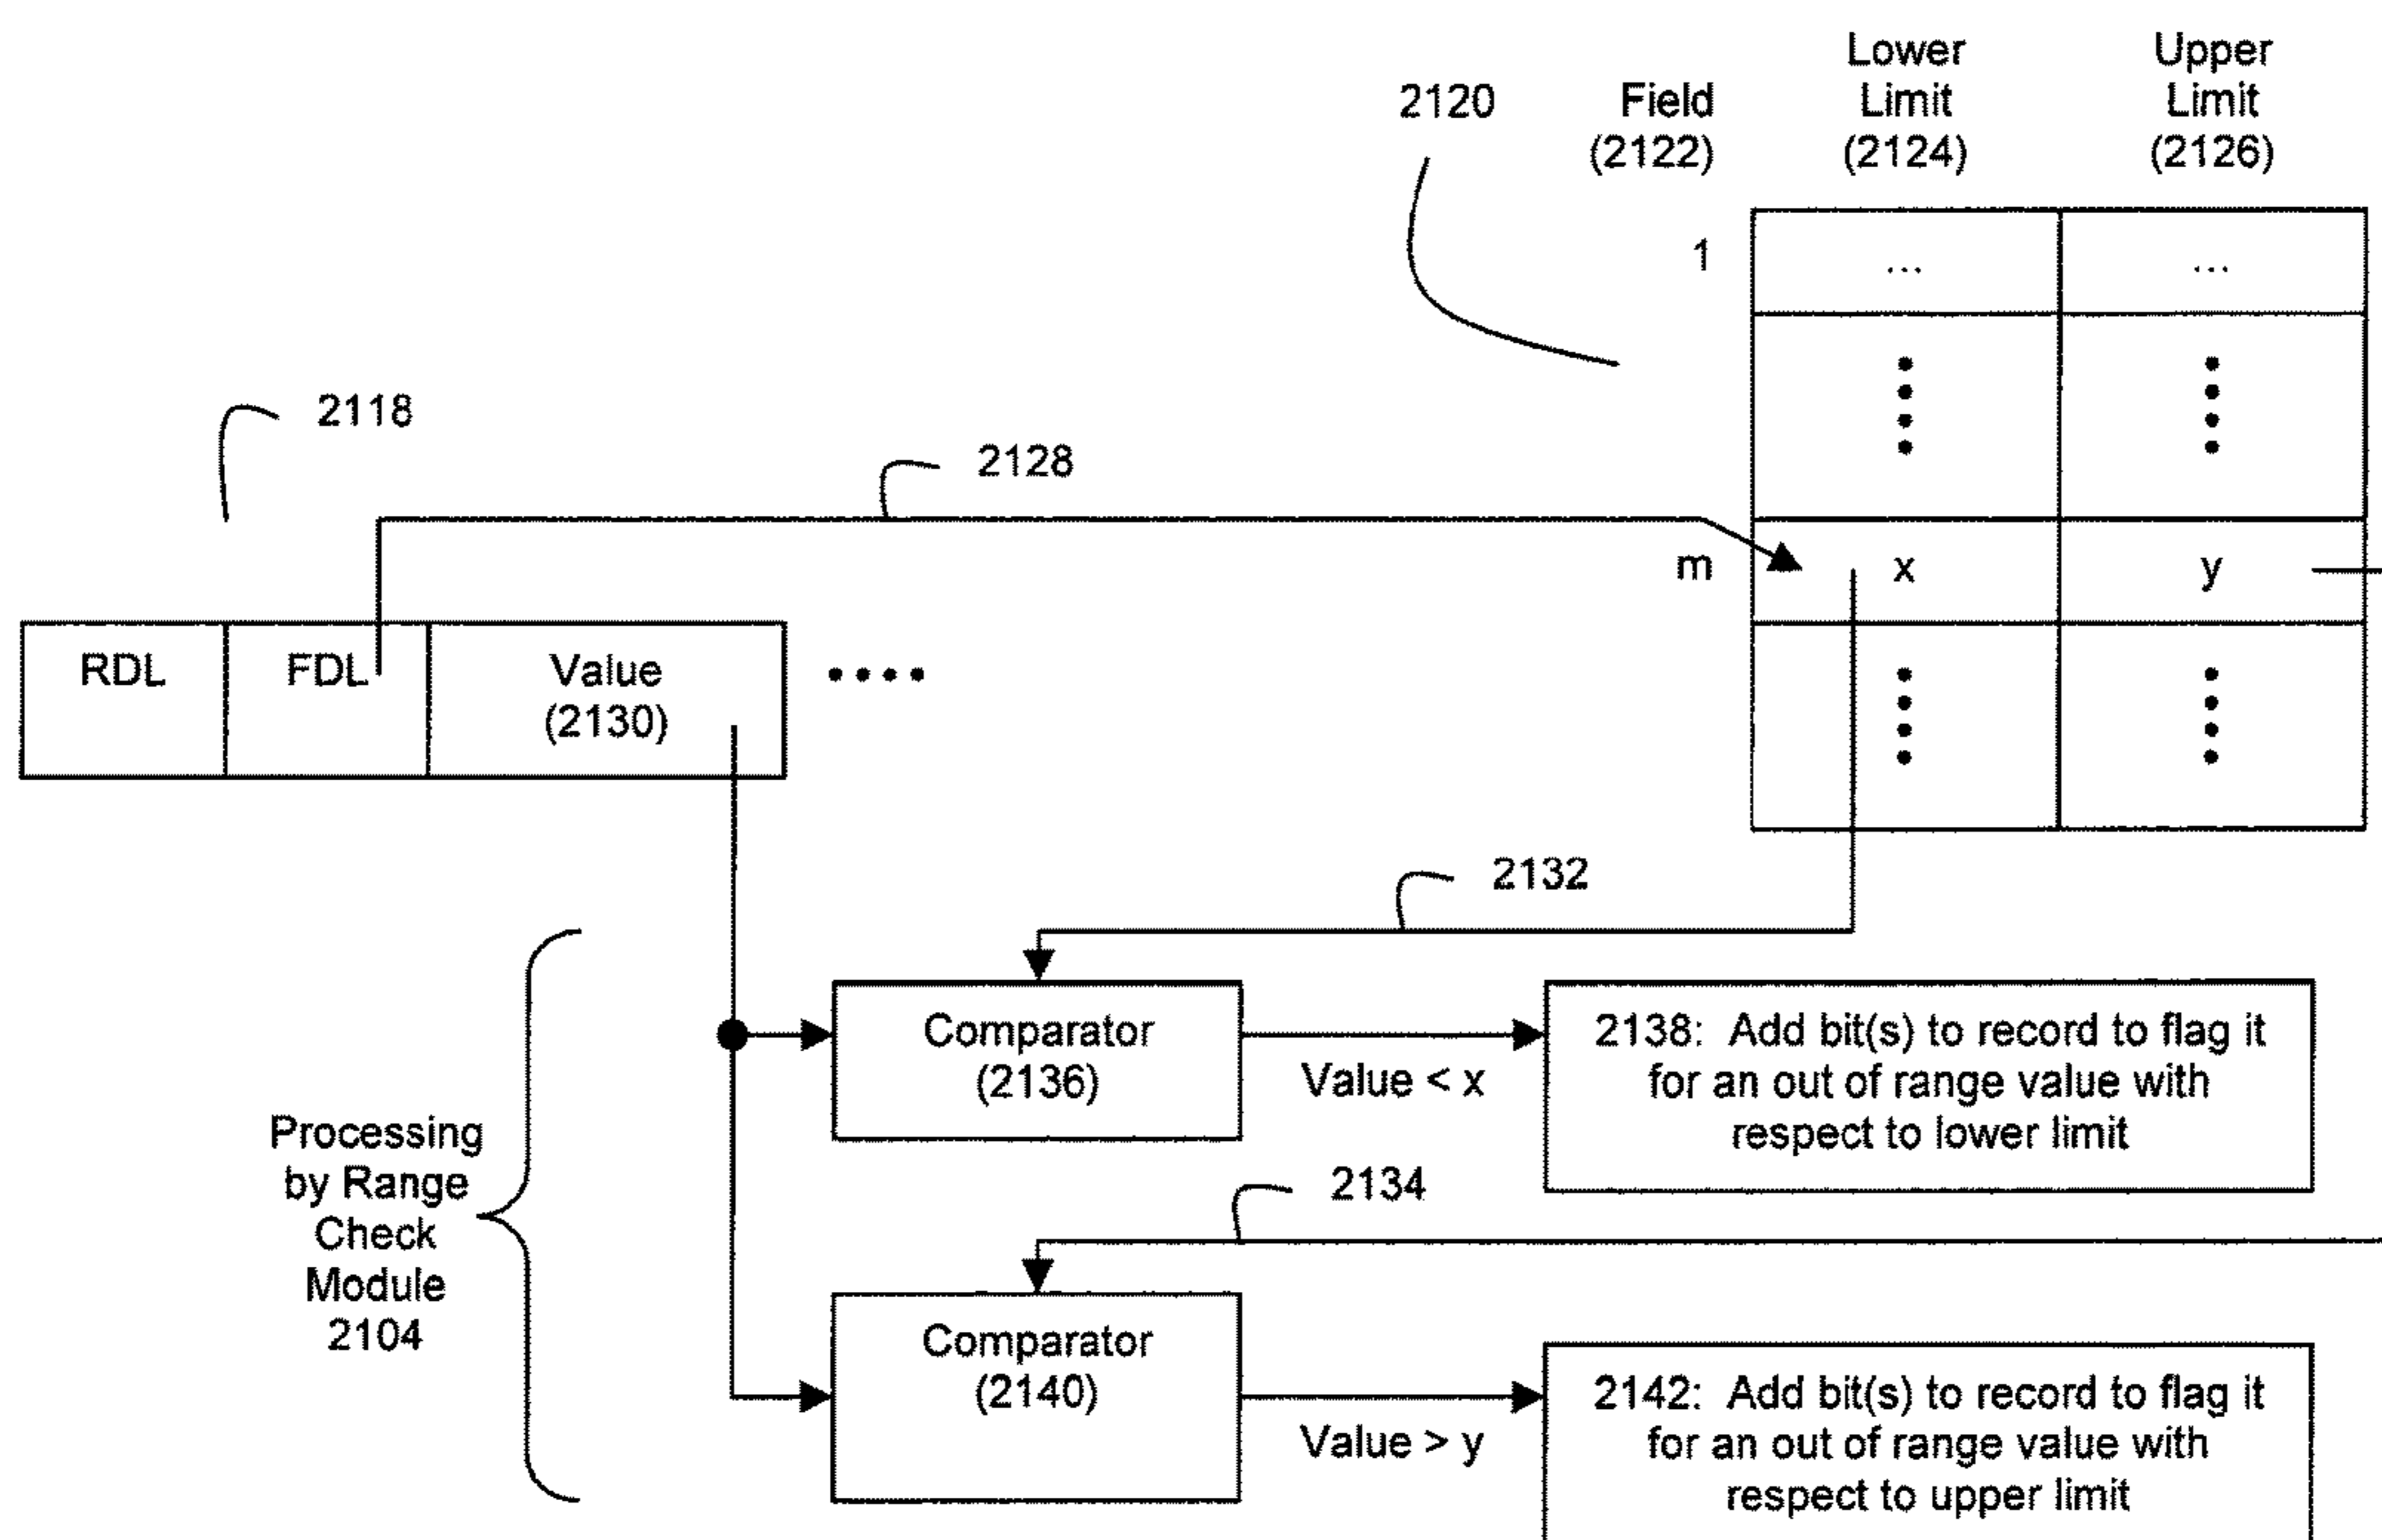 Lower
Limit
(2124)
Upper
Limit
(2126)
2120
Field
(2122)
1
...
...
2118
2128
m
x
y
RDL
FDL
Value
(2130)
2132
Comparator
(2136)
Value < x
2138: Add bit(s) to record to flag it
for an out of range value with
respect to lower limit
Processing
by Range
Check
Module
2104
2134
Comparator
(2140)
Value > y
2142: Add bit(s) to record to flag it
for an out of range value with
respect to upper limit